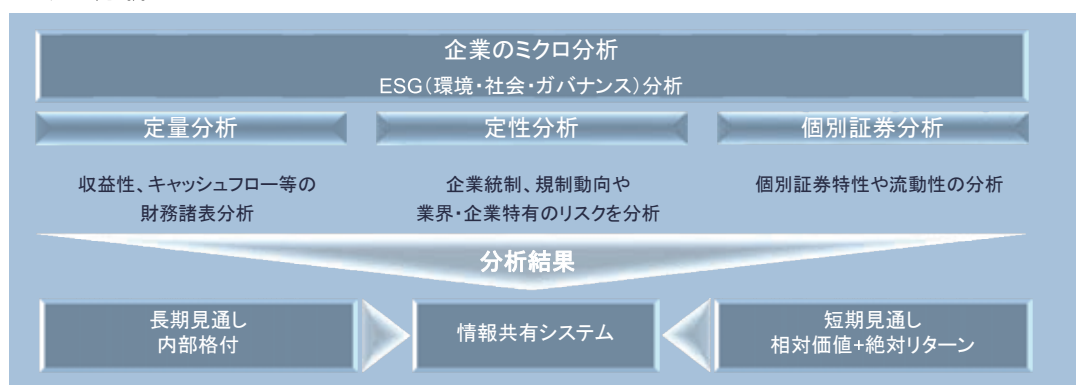 企業のミクロ分析
ESG（環境・社会・ガバナンス）分析
定量分析
定性分析
個別証券分析
収益性、キャッシュフロー等の
財務諸表分析
企業統制、規制動向や
業界・企業特有のリスクを分析
個別証券特性や流動性の分析
分析結果
長期見通し
内部格付
情報共有システム
短期見通し
相対価値+絶対リターン